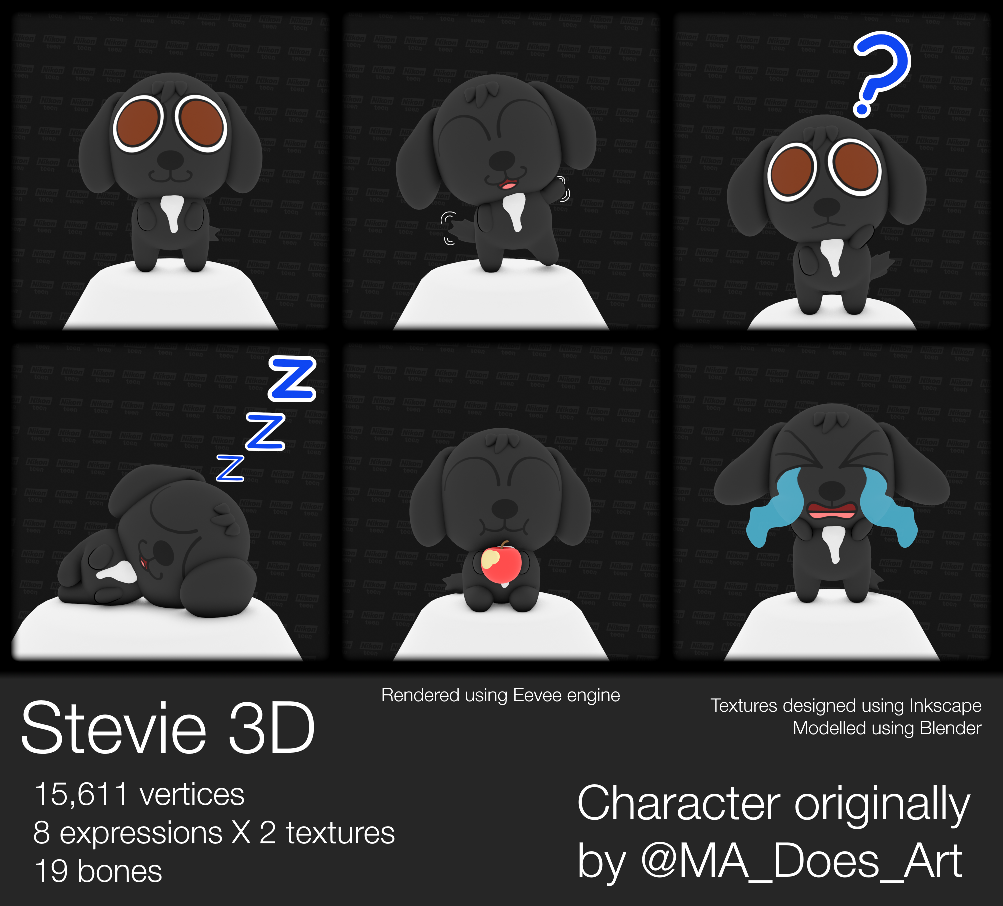 ?
Z
Z
Z
Rendered using Eevee engine
Textures designed using Inkscape
Modelled using Blender
Stevie 3D
15,611 vertices
8 expressions X 2 textures
19 bones
Character originally
by @MA_Does_Art